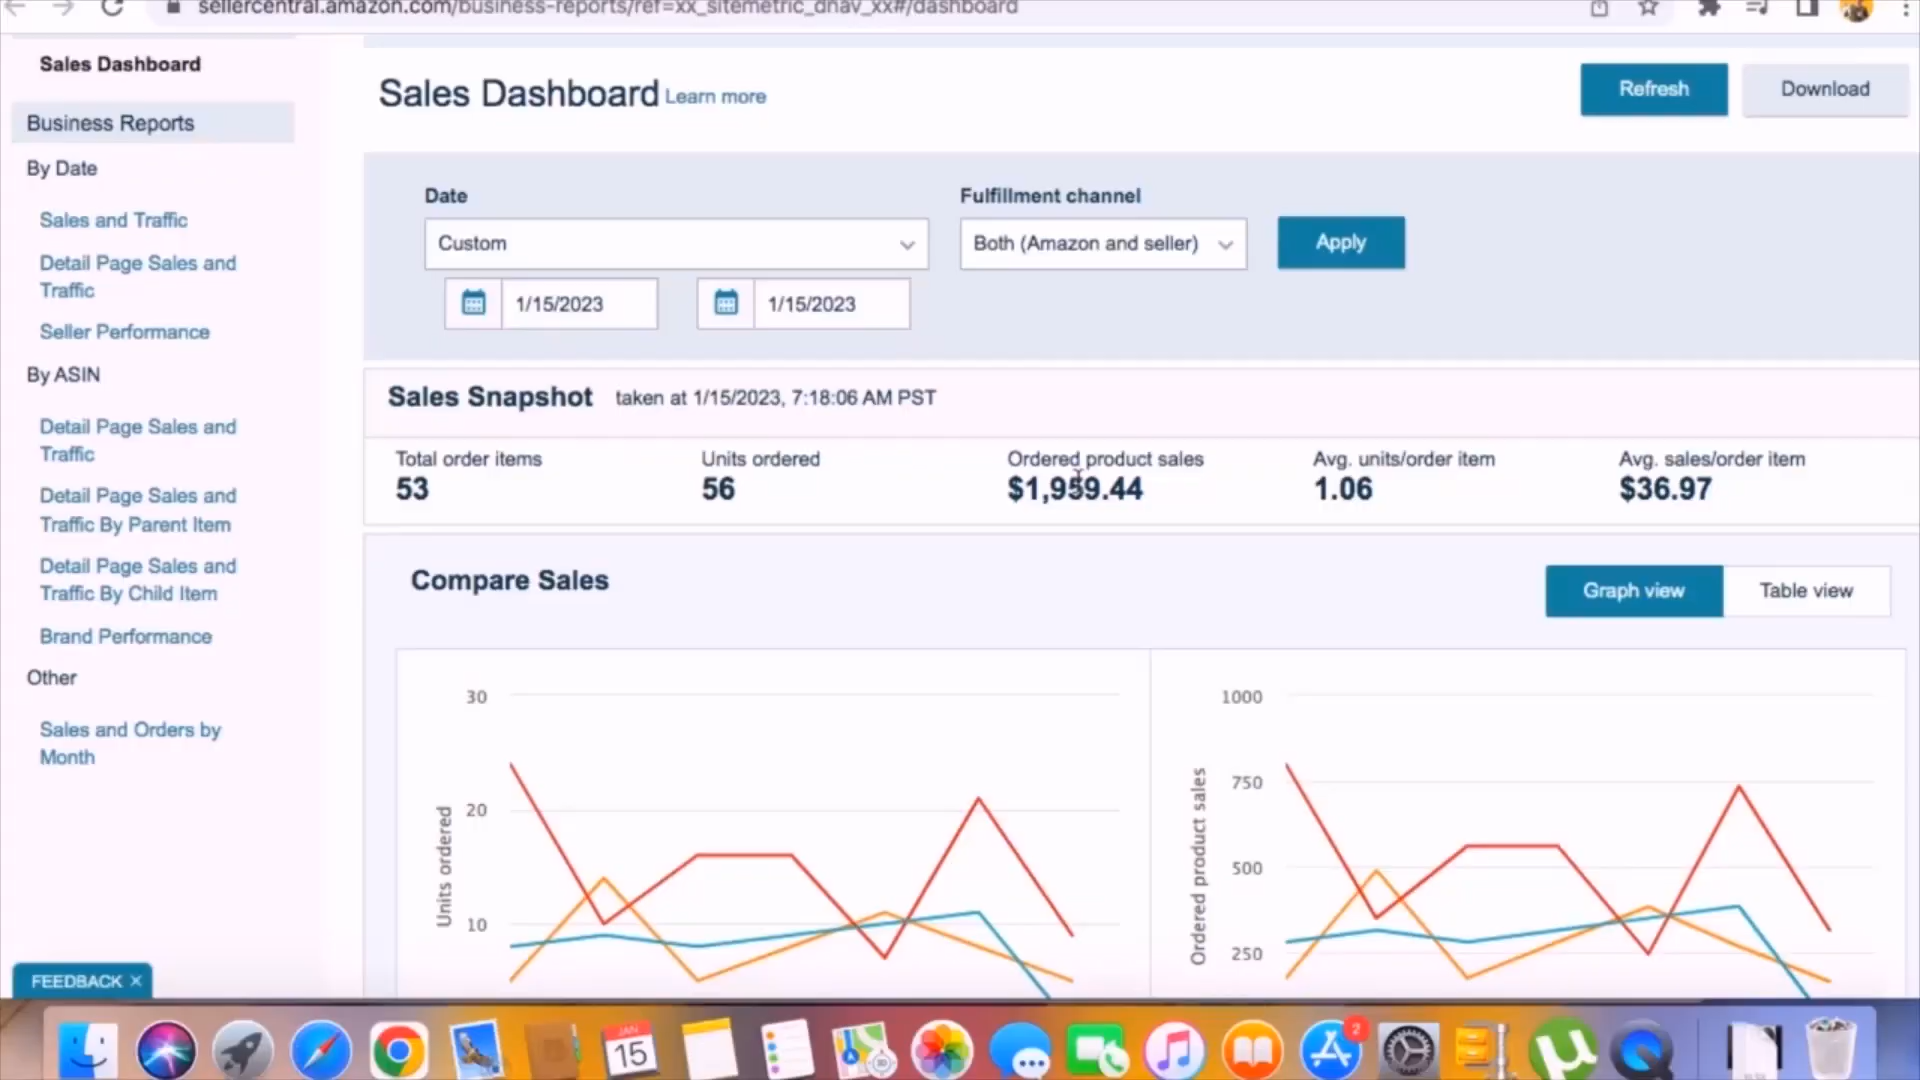 sellercentral.amazon.com/business-reports/ref=xx_sitemetric_dnav_xx#/dashboard
Sales Dashboard
Business Reports
By Date
Sales and Traffic
Detail Page Sales and
Traffic
Seller Performance
By ASIN
Detail Page Sales and
Traffic
Detail Page Sales and
Traffic By Parent Item
Detail Page Sales and
Traffic By Child Item
Brand Performance
Other
Sales and Orders by
Month
FEEDBACK ×
Sales Dashboard Learn more
Refresh
Download
Date
Fulfillment channel
Custom
Both (Amazon and seller)
Apply
1/15/2023
1/15/2023
Sales Snapshot taken at 1/15/2023, 7:18:06 AM PST
Total order items
53
Units ordered
56
Ordered product sales
$1,959.44
Avg. units/order item
1.06
Avg. sales/order item
$36.97
Compare Sales
Graph view
Table view
Units ordered
30
20
10
Ordered product sales
1000
750
500
250
JAN
15
2